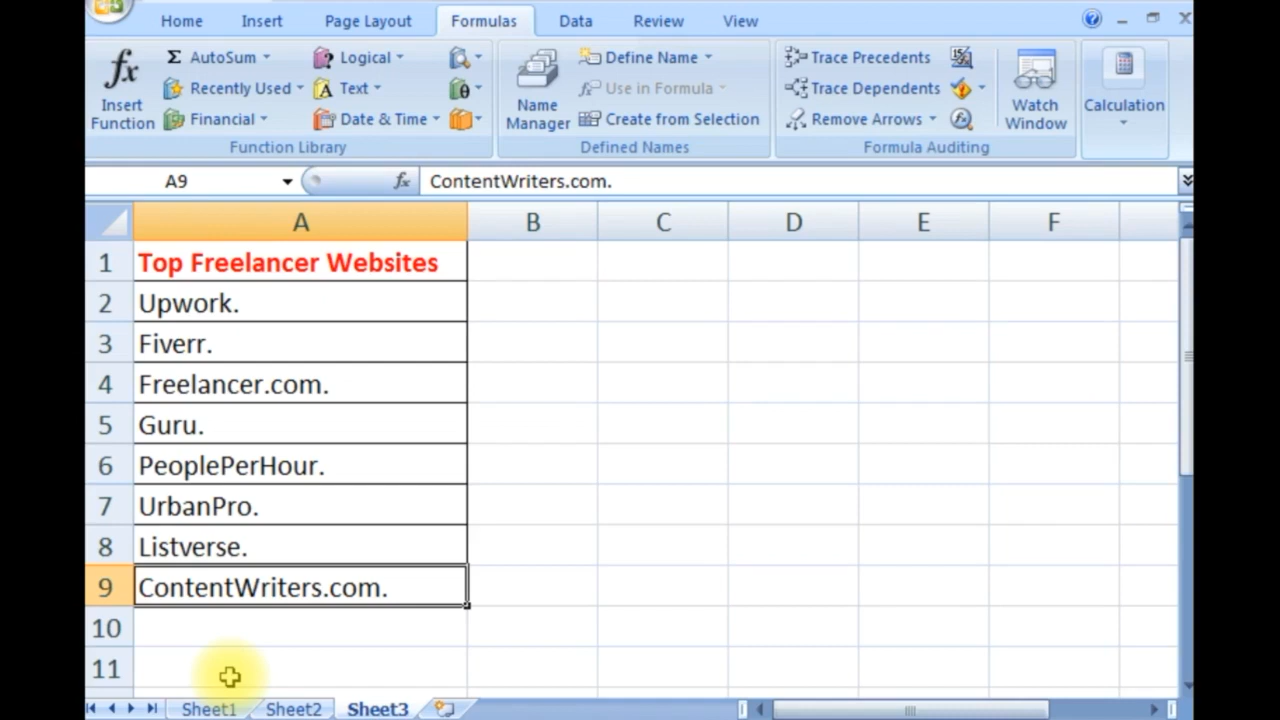 Home Insert Page Layout Formulas Data Review View
AutoSum Logical Define Name Trace Precedents
Recently Used Text Use in Formula Trace Dependents
Financial Date & Time Create from Selection Remove Arrows
fx Insert Function
Name Manager
Watch Window
Calculation
Function Library Defined Names Formula Auditing
A9 fx ContentWriters.com.
A B C D E F
1 Top Freelancer Websites
2 Upwork.
3 Fiverr.
4 Freelancer.com.
5 Guru.
6 PeoplePerHour.
7 UrbanPro.
8 Listverse.
9 ContentWriters.com.
10
11
Sheet1 Sheet2 Sheet3